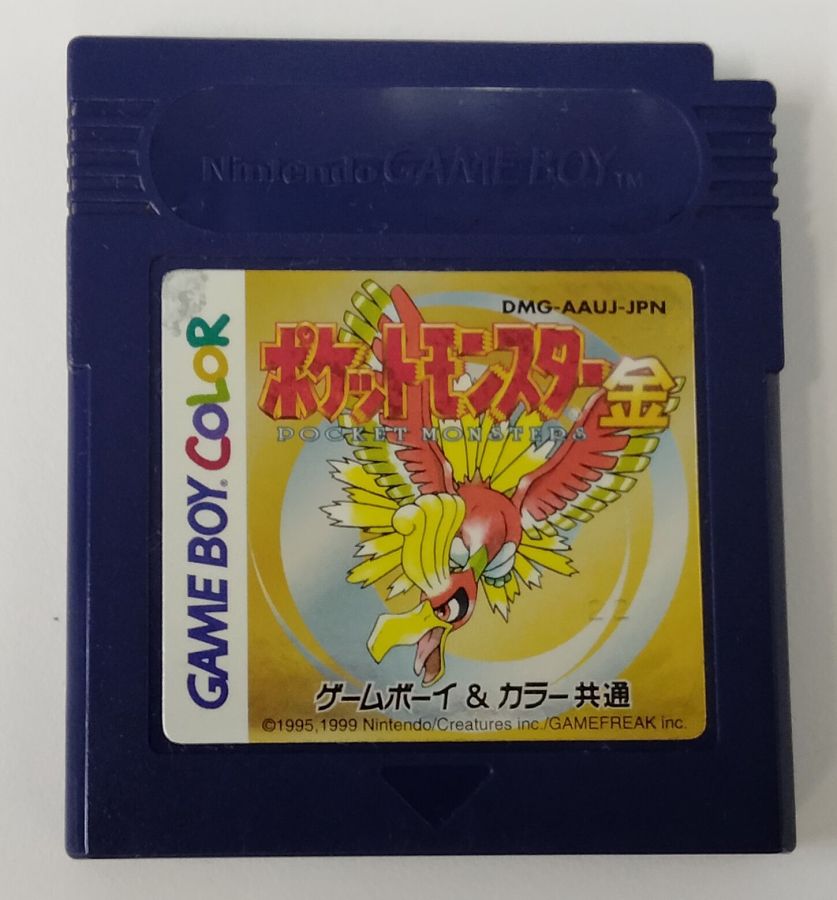 Nintendo GAME BOY™
GAME BOY COLOR
DMG-AAUJ-JPN
ポケットモンスター金
POCKET MONSTERS
22
ゲームボーイ & カラー共通
©1995,1999 Nintendo/Creatures inc./GAMEFREAK inc.